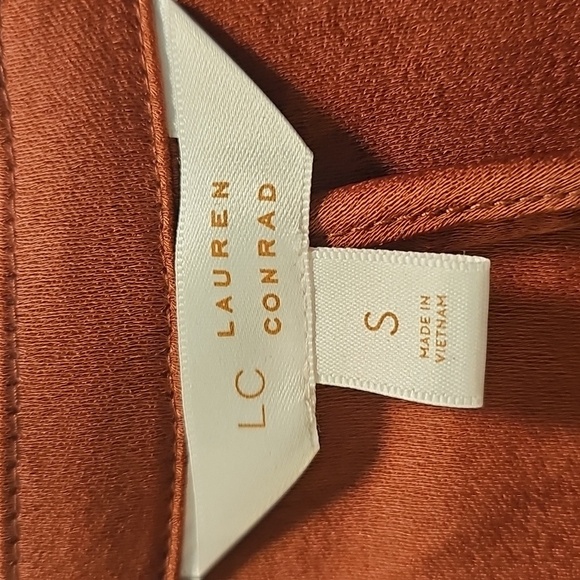 LC LAUREN
CONRAD
S
MADE IN
VIETNAM